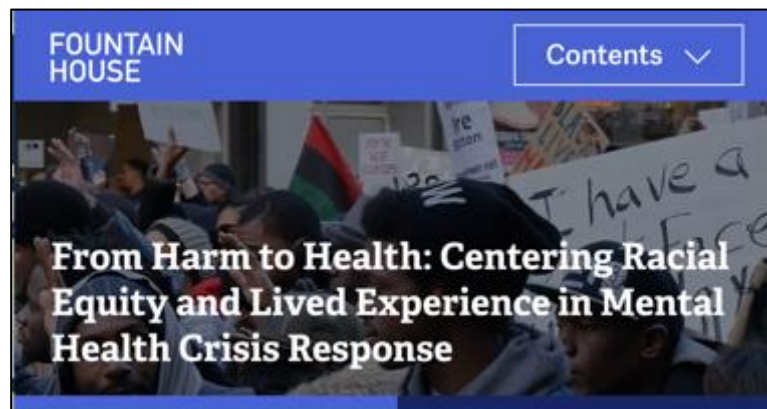 FOUNTAIN
HOUSE
Contents
I have a
From Harm to Health: Centering Racial
Equity and Lived Experience in Mental
Health Crisis Response